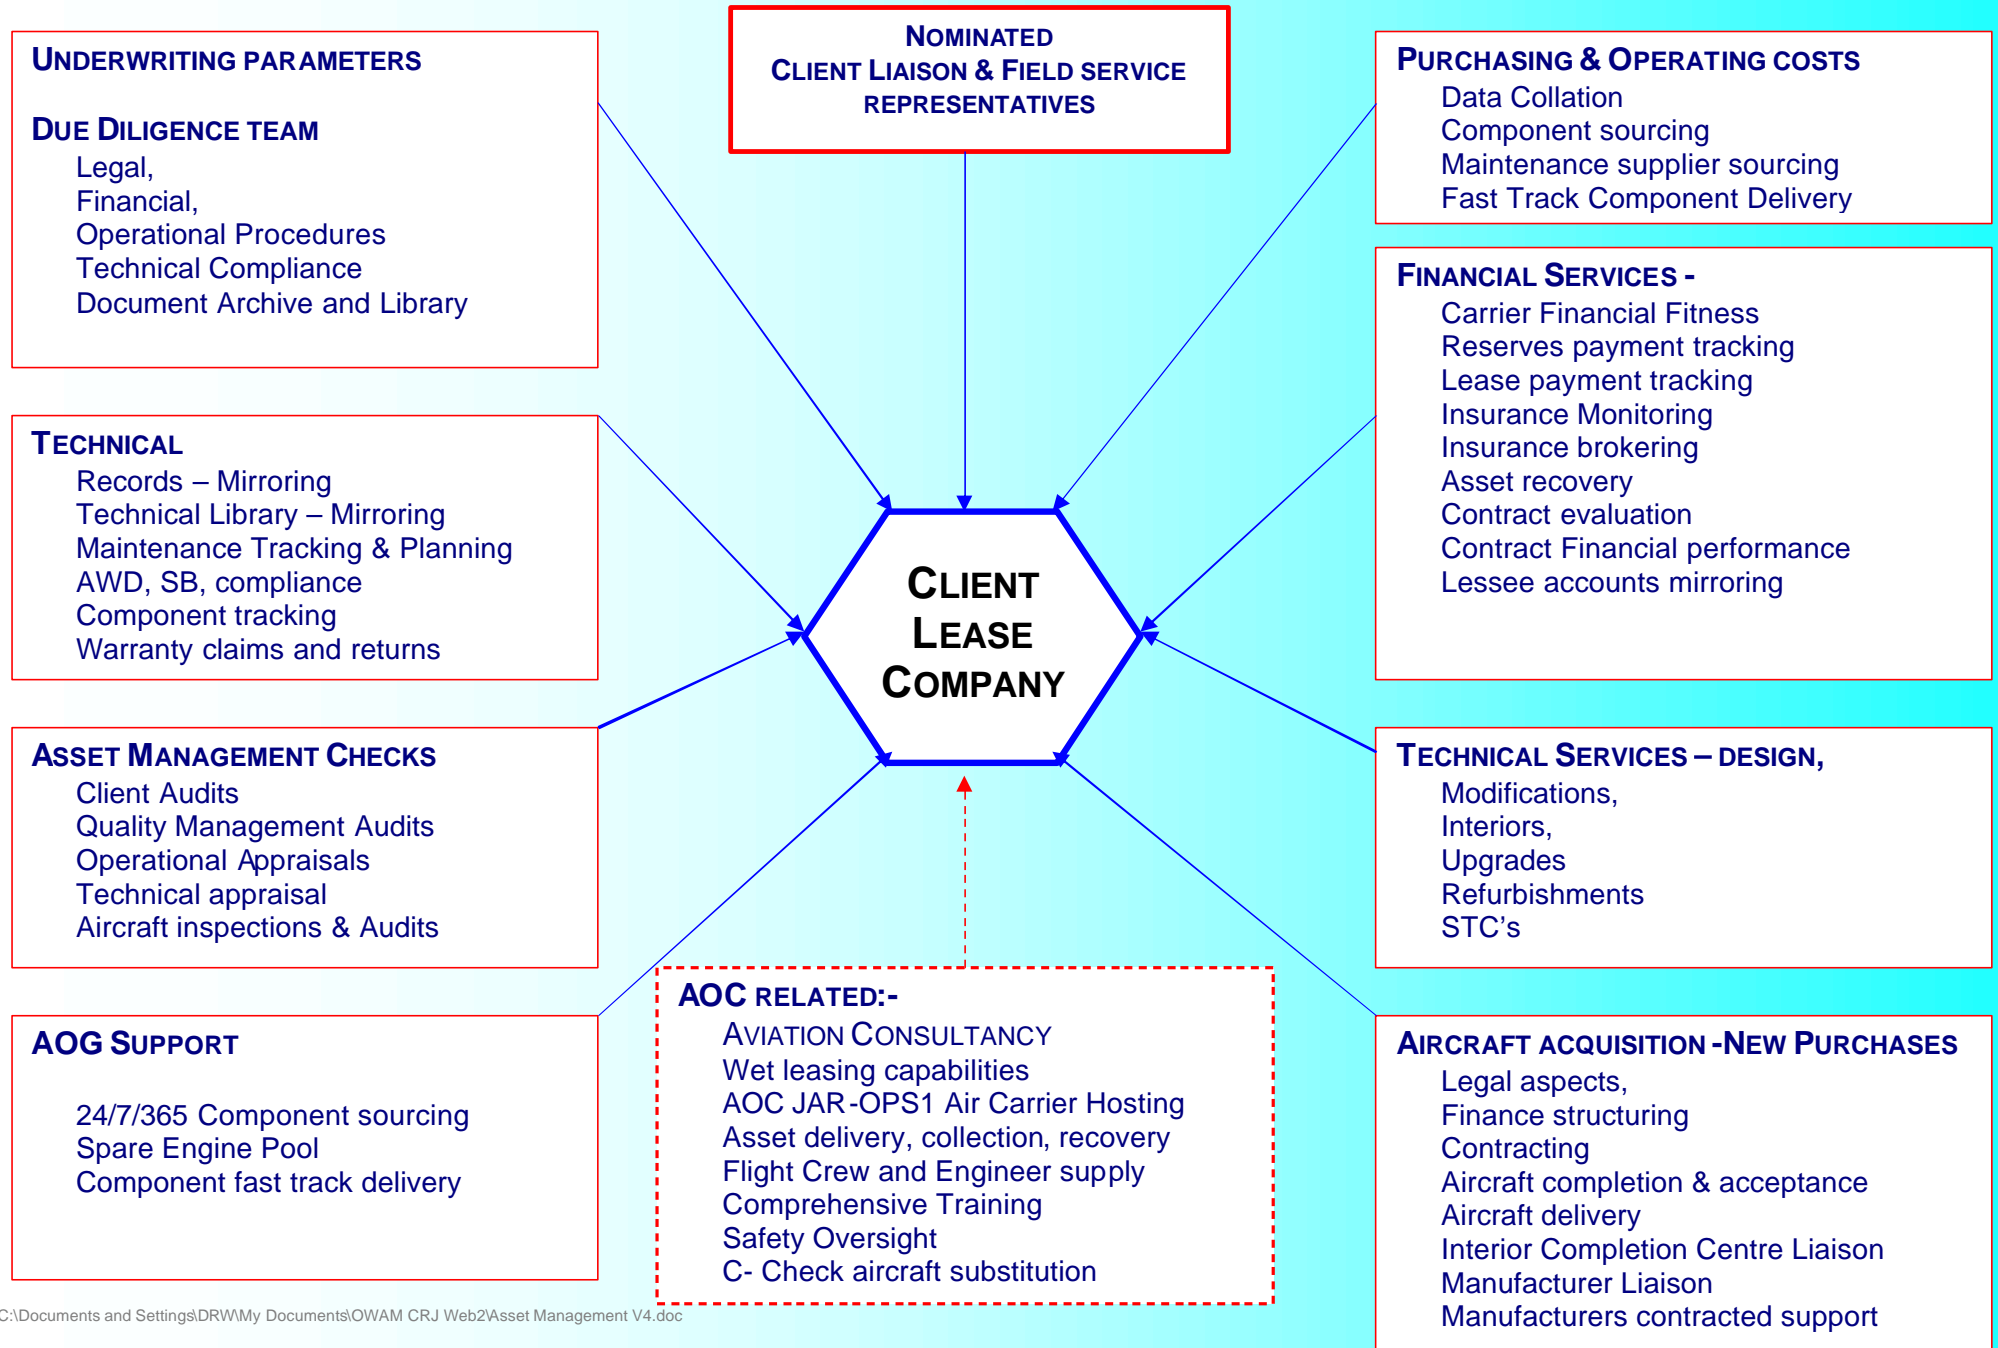 UNDERWRITING PARAMETERS
DUE DILIGENCE TEAM
Legal,
Financial,
Operational Procedures
Technical Compliance
Document Archive and Library
NOMINATED
CLIENT LIAISON & FIELD SERVICE
REPRESENTATIVES
PURCHASING & OPERATING COSTS
Data Collation
Component sourcing
Maintenance supplier sourcing
Fast Track Component Delivery
FINANCIAL SERVICES -
Carrier Financial Fitness
Reserves payment tracking
Lease payment tracking
Insurance Monitoring
Insurance brokering
Asset recovery
Contract evaluation
Contract Financial performance
Lessee accounts mirroring
TECHNICAL
Records – Mirroring
Technical Library – Mirroring
Maintenance Tracking & Planning
AWD, SB, compliance
Component tracking
Warranty claims and returns
CLIENT
LEASE
COMPANY
ASSET MANAGEMENT CHECKS
Client Audits
Quality Management Audits
Operational Appraisals
Technical appraisal
Aircraft inspections & Audits
TECHNICAL SERVICES – DESIGN,
Modifications,
Interiors,
Upgrades
Refurbishments
STC’s
AOG SUPPORT
24/7/365 Component sourcing
Spare Engine Pool
Component fast track delivery
AOC RELATED:-
AVIATION CONSULTANCY
Wet leasing capabilities
AOC JAR-OPS1 Air Carrier Hosting
Asset delivery, collection, recovery
Flight Crew and Engineer supply
Comprehensive Training
Safety Oversight
C- Check aircraft substitution
AIRCRAFT ACQUISITION -NEW PURCHASES
Legal aspects,
Finance structuring
Contracting
Aircraft completion & acceptance
Aircraft delivery
Interior Completion Centre Liaison
Manufacturer Liaison
Manufacturers contracted support
C:\Documents and Settings\DRW\My Documents\OWAM CRJ Web2\Asset Management V4.doc